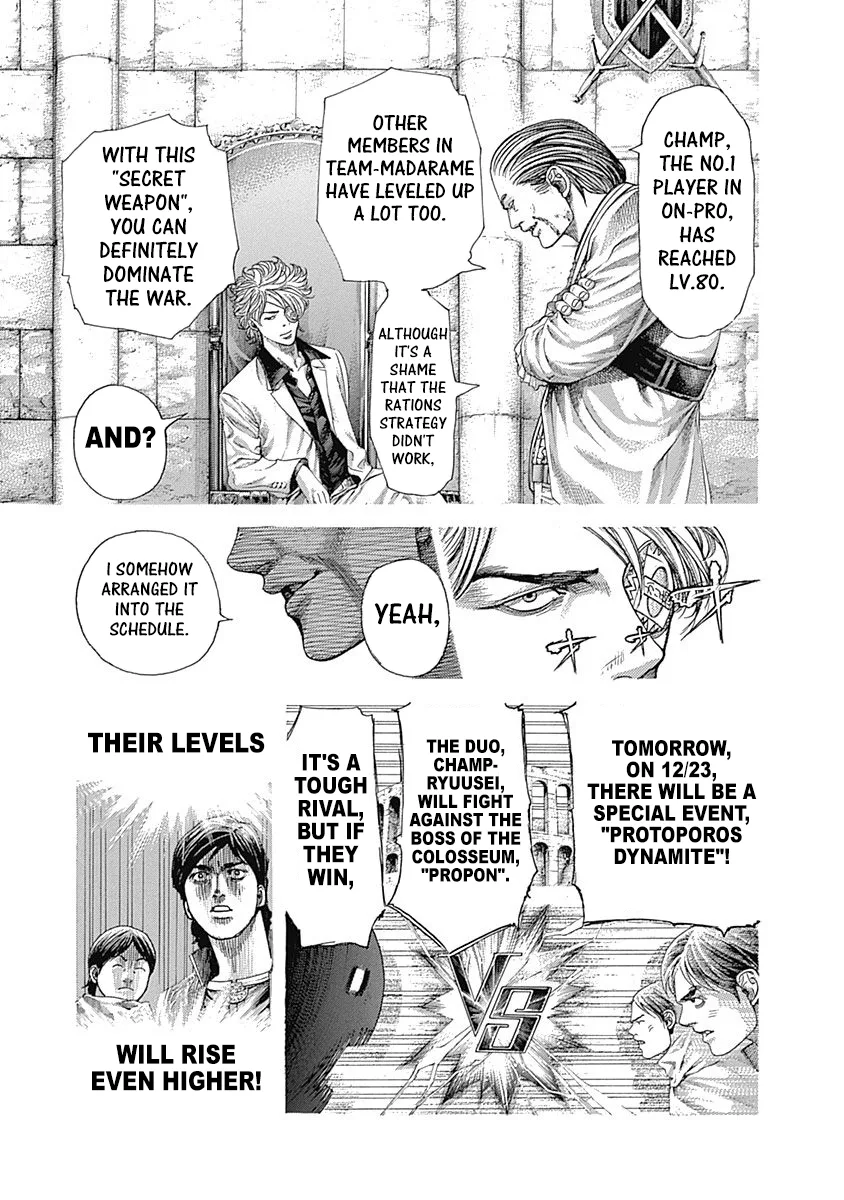 CHAMP,
THE NO.1
PLAYER IN
ON-PRO,
HAS
REACHED
LV.80.
OTHER
MEMBERS IN
TEAM-MADARAME
HAVE LEVELED UP
A LOT TOO.
ALTHOUGH
IT'S A
SHAME
THAT THE
RATIONS
STRATEGY
DIDN'T
WORK,
WITH THIS
"SECRET
WEAPON",
YOU CAN
DEFINITELY
DOMINATE
THE WAR.
AND?
YEAH,
I SOMEHOW
ARRANGED IT
INTO THE
SCHEDULE.
TOMORROW,
ON 12/23,
THERE WILL BE A
SPECIAL EVENT,
"PROTOPOROS
DYNAMITE"!
THE DUO,
CHAMP-
RYUUSEI,
WILL FIGHT
AGAINST THE
BOSS OF THE
COLOSSEUM,
"PROPON".
IT'S A
TOUGH
RIVAL,
BUT IF
THEY
WIN,
VS
THEIR LEVELS
WILL RISE
EVEN HIGHER!